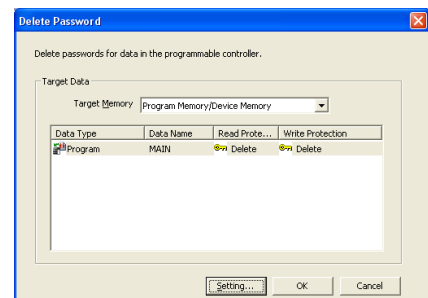 Delete Password
Delete passwords for data in the programmable controller.
Target Data
Target Memory Program Memory/Device Memory
Data Type Data Name Read Prote... Write Protection
Program MAIN Delete Delete
Setting... OK Cancel